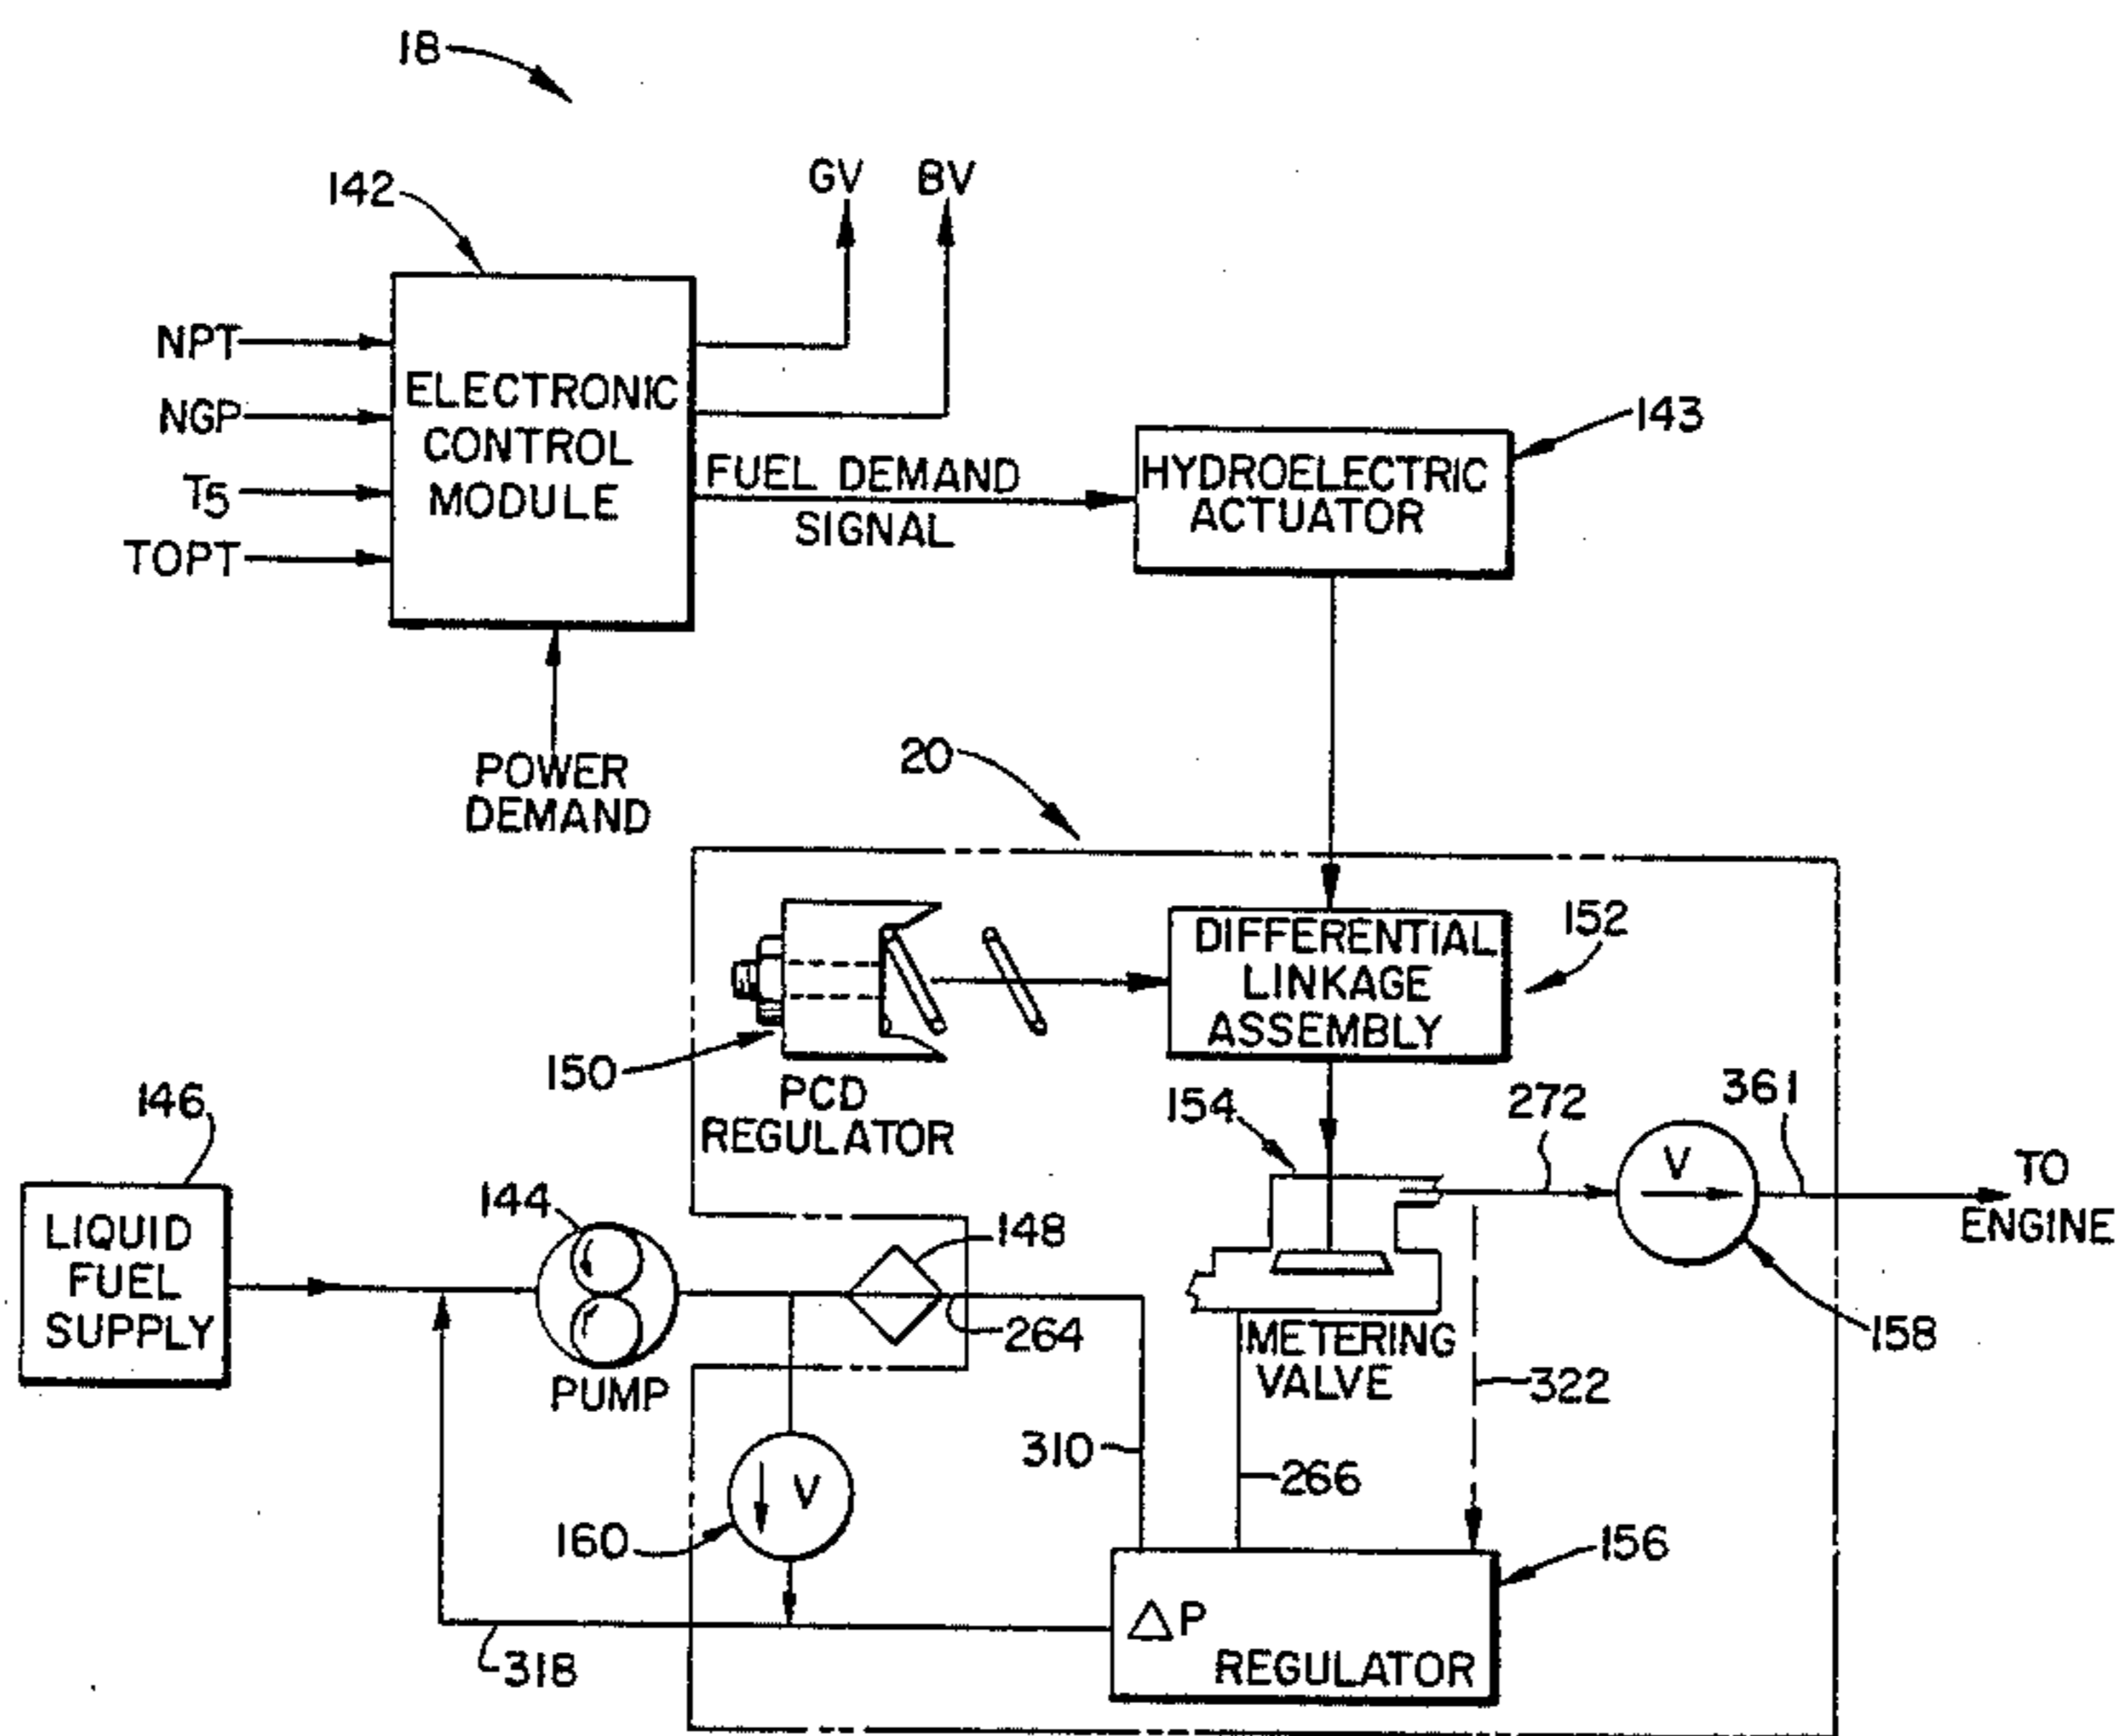 18
GV
BV
142
NPT
NGP
T5
TOPT
ELECTRONIC
CONTROL
MODULE
FUEL DEMAND
SIGNAL
143
HYDROELECTRIC
ACTUATOR
POWER
DEMAND
20
152
DIFFERENTIAL
LINKAGE
ASSEMBLY
150
PCD
REGULATOR
146
154
272
361
LIQUID
FUEL
SUPPLY
144
PUMP
148
264
V
TO
ENGINE
METERING
VALVE
158
322
310
266
V
160
156
318
ΔP
REGULATOR